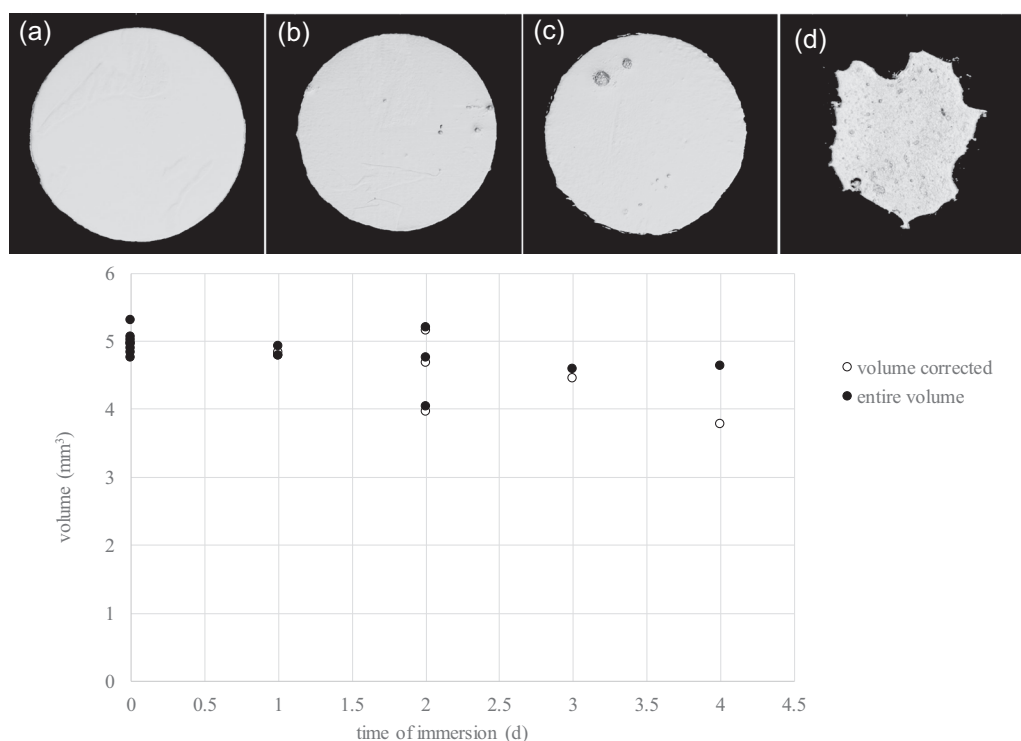 (a) (b) (c) (d)
6
5
4
3
2
1
0
0 0.5 1 1.5 2 2.5 3 3.5 4 4.5
volume (mm³)
time of immersion (d)
volume corrected
entire volume